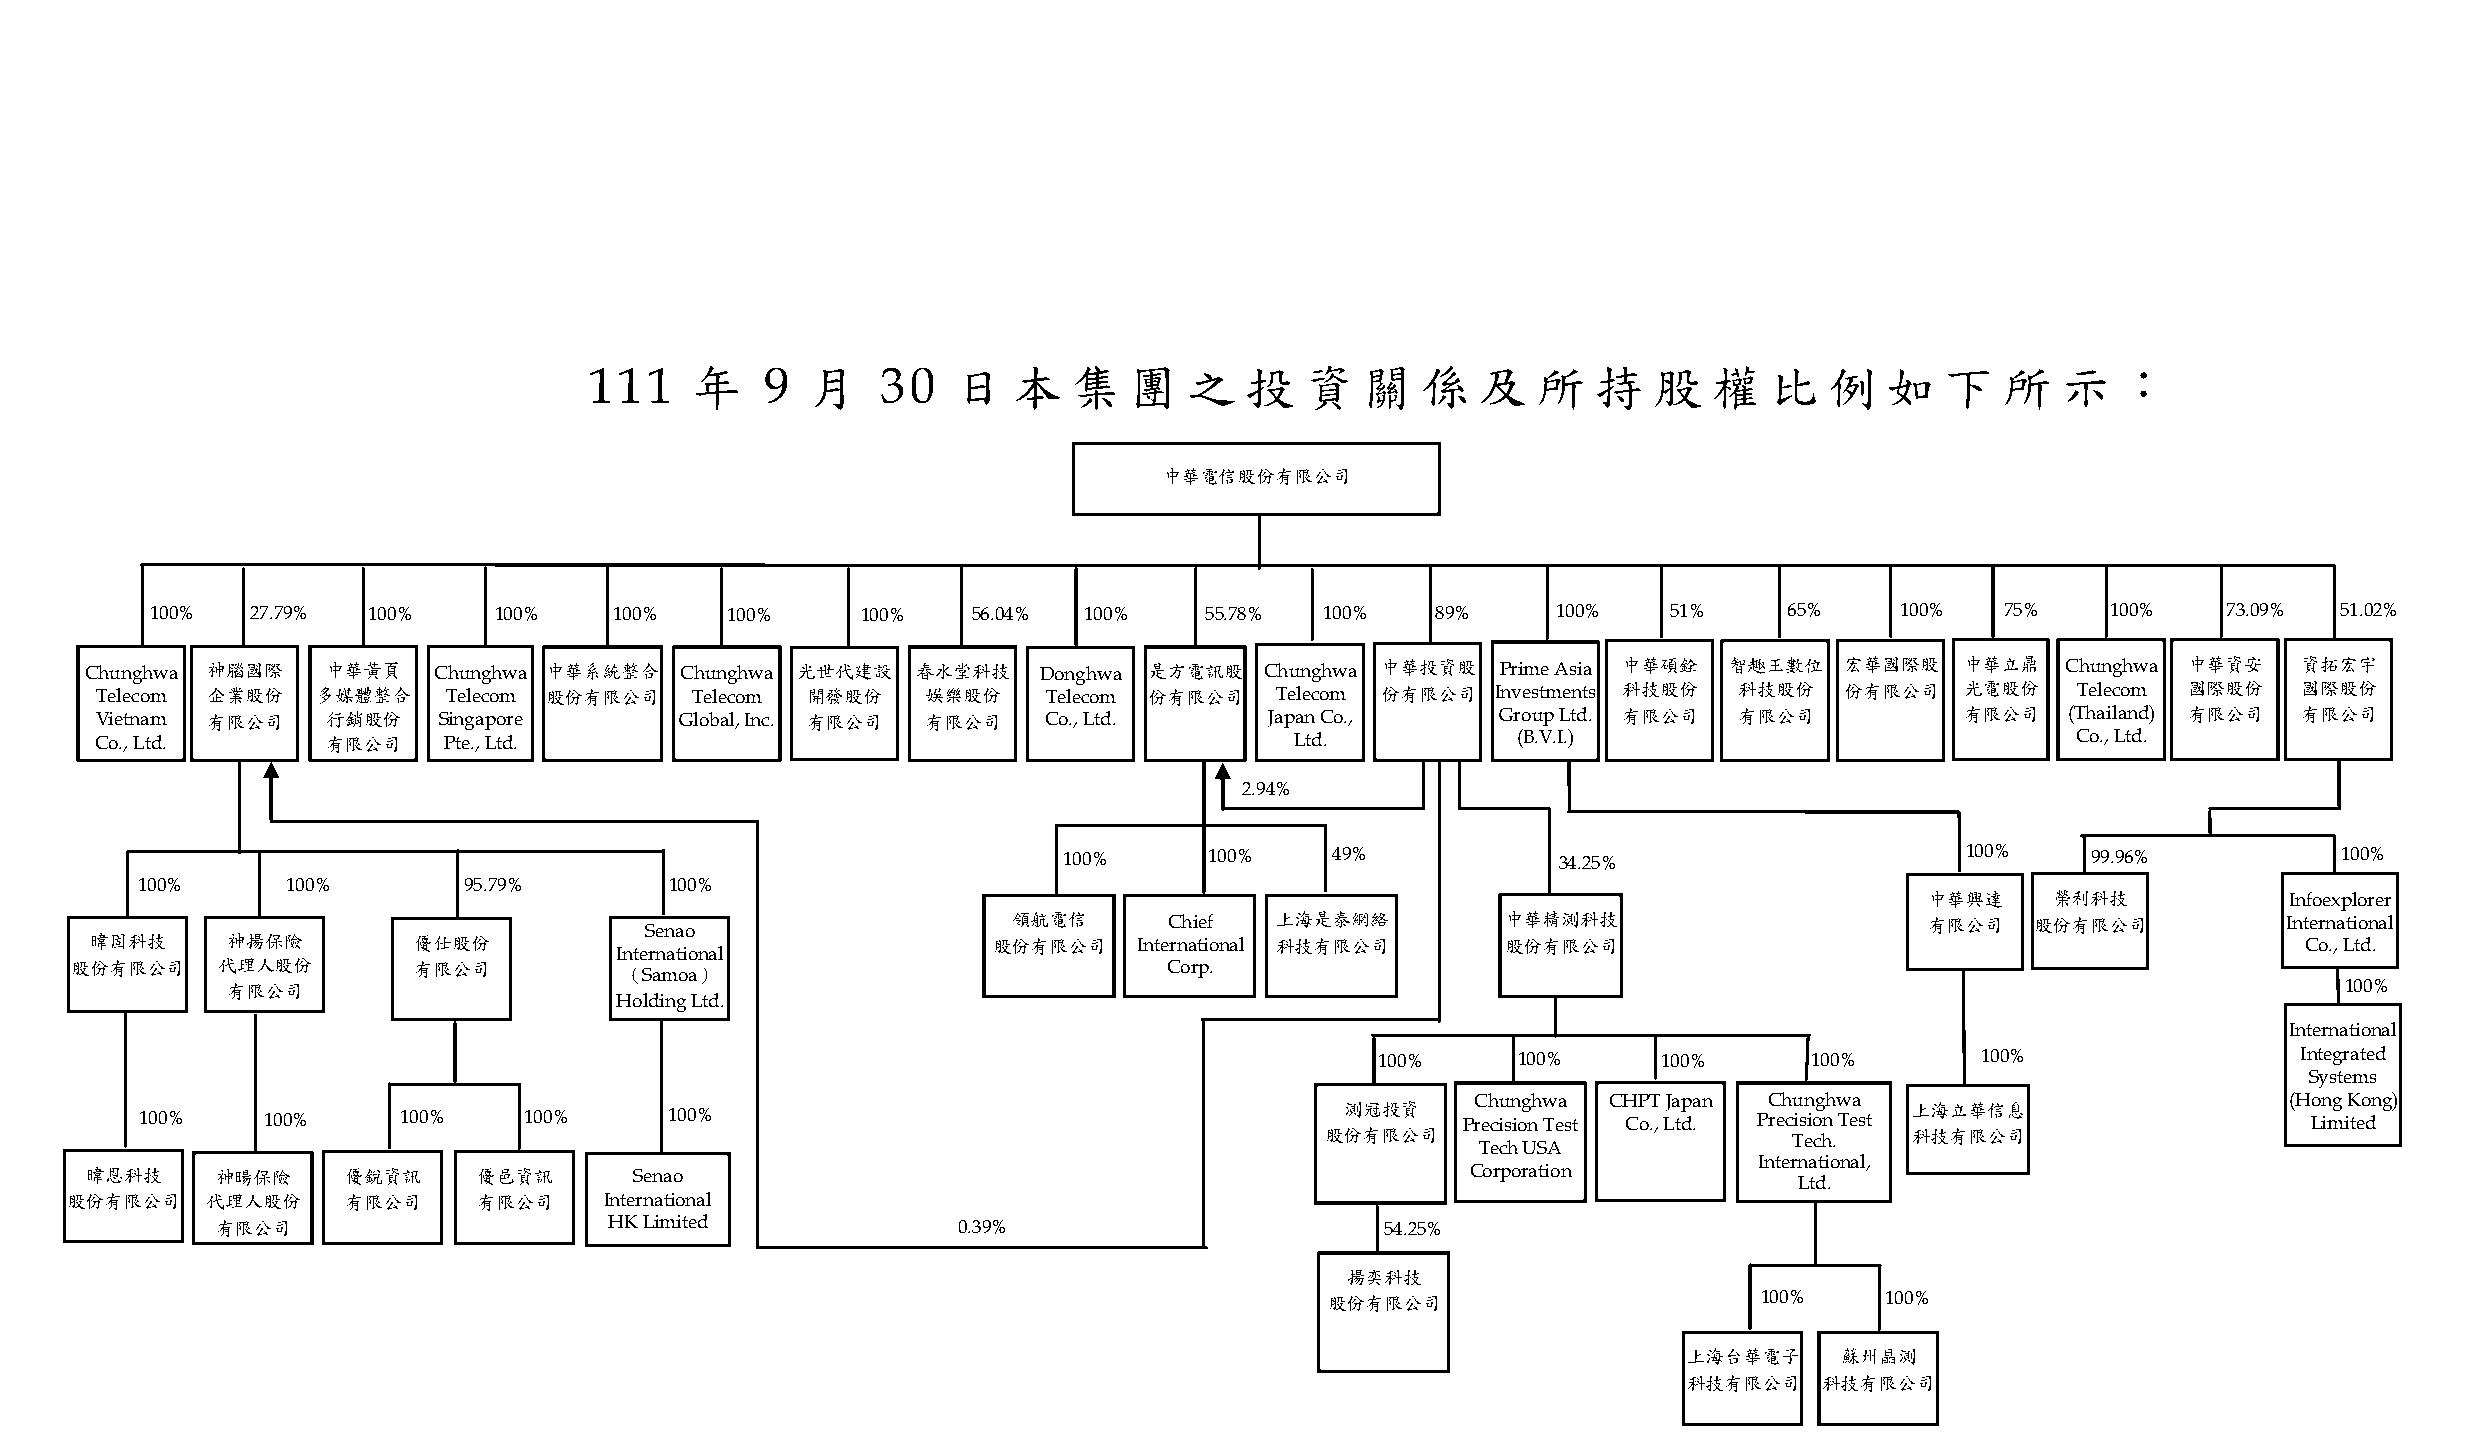 111 年 9 月 30 日本集團之投資關係及所持股權比例如下所示：
中華電信股份有限公司
100%
27.79%
100%
100%
100%
100%
100%
56.04%
100%
55.78%
100%
89%
100%
51%
65%
100%
75%
100%
73.09%
51.02%
Chunghwa
Telecom
Vietnam
Co., Ltd.
神腦國際
企業股份
有限公司
中華黃頁
多媒體整合
行銷股份
有限公司
Chunghwa
Telecom
Singapore
Pte., Ltd.
中華系統整合
股份有限公司
Chunghwa
Telecom
Global, Inc.
光世代建設
開發股份
有限公司
春水堂科技
娛樂股份
有限公司
Donghwa
Telecom
Co., Ltd.
是方電訊股
份有限公司
Chunghwa
Telecom
Japan Co.,
Ltd.
中華投資股
份有限公司
Prime Asia
Investments
Group Ltd.
(B.V.I.)
中華碩銓
科技股份
有限公司
智趣王數位
科技股份
有限公司
宏華國際股
份有限公司
中華立鼎
光電股份
有限公司
Chunghwa
Telecom
(Thailand)
Co., Ltd.
中華資安
國際股份
有限公司
資拓宏宇
國際股份
有限公司
2.94%
100%
100%
95.79%
100%
100%
100%
49%
34.25%
100%
99.96%
100%
暐固科技
股份有限公司
神揚保險
代理人股份
有限公司
優仕股份
有限公司
Senao
International
( Samoa )
Holding Ltd.
領航電信
股份有限公司
Chief
International
Corp.
上海是泰網絡
科技有限公司
中華精測科技
股份有限公司
中華興達
有限公司
榮利科技
股份有限公司
Infoexplorer
International
Co., Ltd.
100%
100%
100%
100%
100%
100%
100%
100%
100%
100%
100%
暐恩科技
股份有限公司
神暘保險
代理人股份
有限公司
優銳資訊
有限公司
優邑資訊
有限公司
Senao
International
HK Limited
0.39%
測冠投資
股份有限公司
Chunghwa
Precision Test
Tech USA
Corporation
CHPT Japan
Co., Ltd.
Chunghwa
Precision Test
Tech.
International,
Ltd.
上海立華信息
科技有限公司
International
Integrated
Systems
(Hong Kong)
Limited
54.25%
揚奕科技
股份有限公司
100%
100%
上海台華電子
科技有限公司
蘇州晶測
科技有限公司